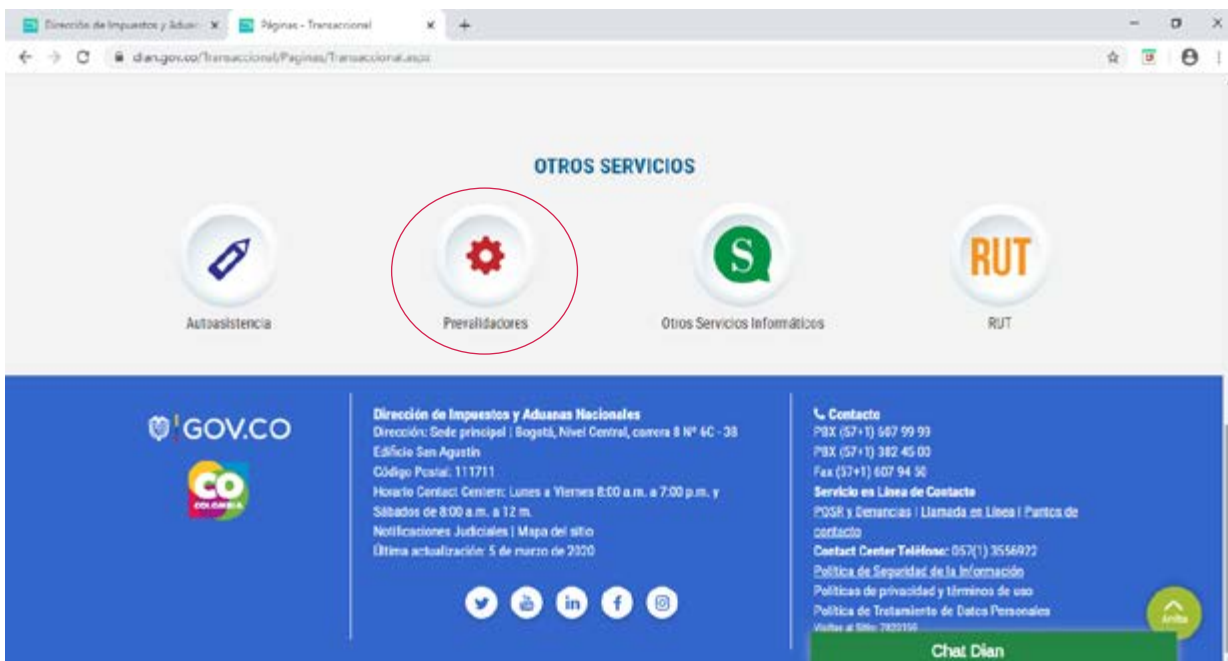 Dirección de Impuestos y Aduan
Páginas - Transaccional
dian.gov.co/Transaccional/Paginas/Transaccional.aspx
OTROS SERVICIOS
S
RUT
Autoasistencia
Prevalidadores
Otros Servicios Informáticos
RUT
GOV.CO
CO
COLOMBIA
Dirección de Impuestos y Aduanas Nacionales
Dirección: Sede principal | Bogotá, Nivel Central, carrera 8 Nº 6C - 38
Edificio San Agustín
Código Postal: 111711
Horario Contact Centers: Lunes a Viernes 8:00 a.m. a 7:00 p.m. y
Sábados de 8:00 a.m. a 12 m.
Notificaciones Judiciales | Mapa del sitio
Última actualización: 5 de marzo de 2020
Contacto
PBX (57+1) 607 99 99
PBX (57+1) 382 45 00
Fax (57+1) 607 94 50
Servicio en Línea de Contacto
PQSR y Denuncias | Llamada en Línea | Puntos de
contacto
Contact Center Teléfono: 057(1) 3556922
Política de Seguridad de la Información
Políticas de privacidad y términos de uso
Política de Tratamiento de Datos Personales
Visitas al Sitio:
Arriba
Chat Dian